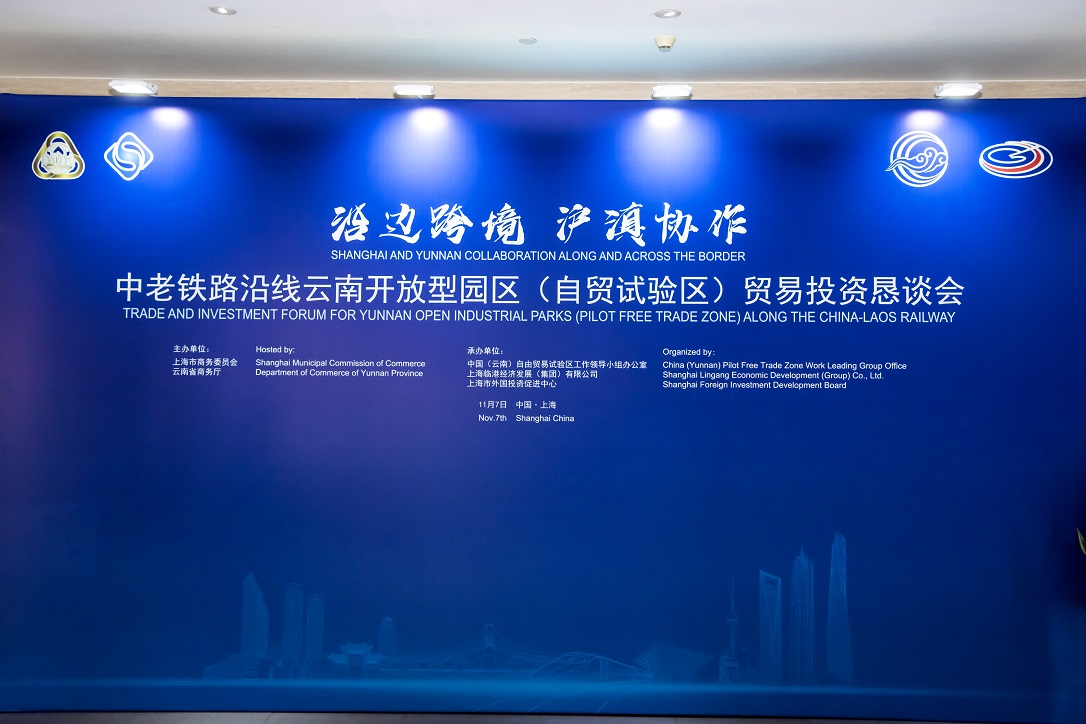 沿边跨境 沪滇协作
SHANGHAI AND YUNNAN COLLABORATION ALONG AND ACROSS THE BORDER
中老铁路沿线云南开放型园区（自贸试验区）贸易投资恳谈会
TRADE AND INVESTMENT FORUM FOR YUNNAN OPEN INDUSTRIAL PARKS (PILOT FREE TRADE ZONE) ALONG THE CHINA-LAOS RAILWAY
主办单位：
上海市商务委员会
云南省商务厅
Hosted by:
Shanghai Municipal Commission of Commerce
Department of Commerce of Yunnan Province
承办单位：
中国（云南）自由贸易试验区工作领导小组办公室
上海临港经济发展（集团）有限公司
上海市外国投资促进中心
Organized by:
China (Yunnan) Pilot Free Trade Zone Work Leading Group Office
Shanghai Lingang Economic Development (Group) Co., Ltd.
Shanghai Foreign Investment Development Board
11月7日 中国·上海
Nov.7th Shanghai China